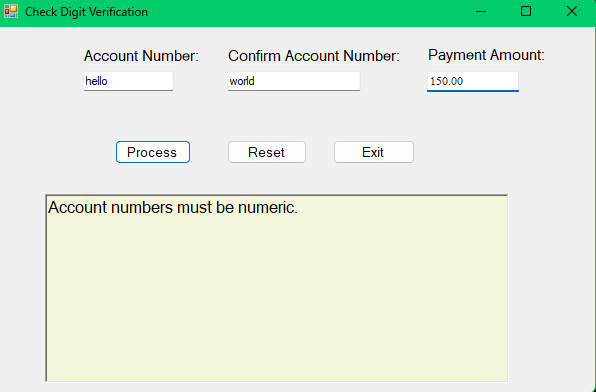 Check Digit Verification
Account Number: Confirm Account Number: Payment Amount:
hello world 150.00
Process Reset Exit
Account numbers must be numeric.